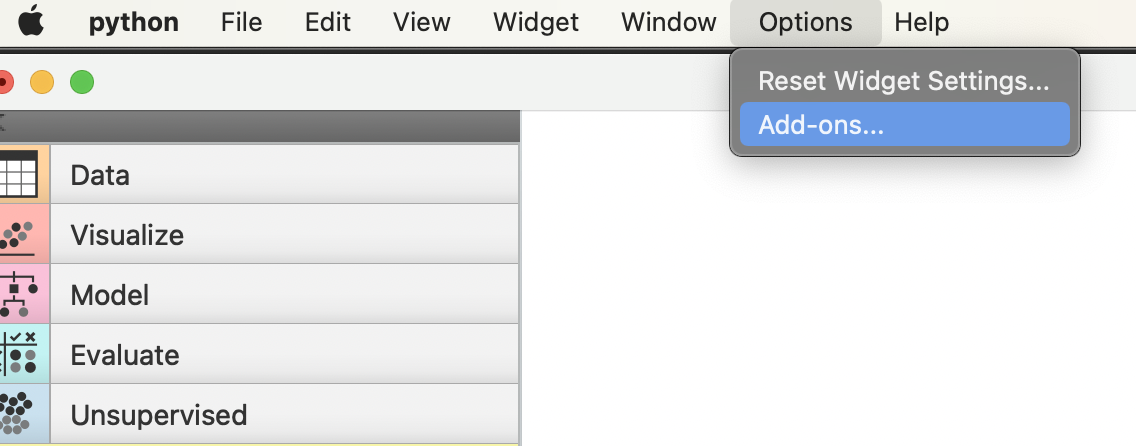 python File Edit View Widget Window Options Help
Reset Widget Settings...
Add-ons...
Data
Visualize
Model
Evaluate
Unsupervised